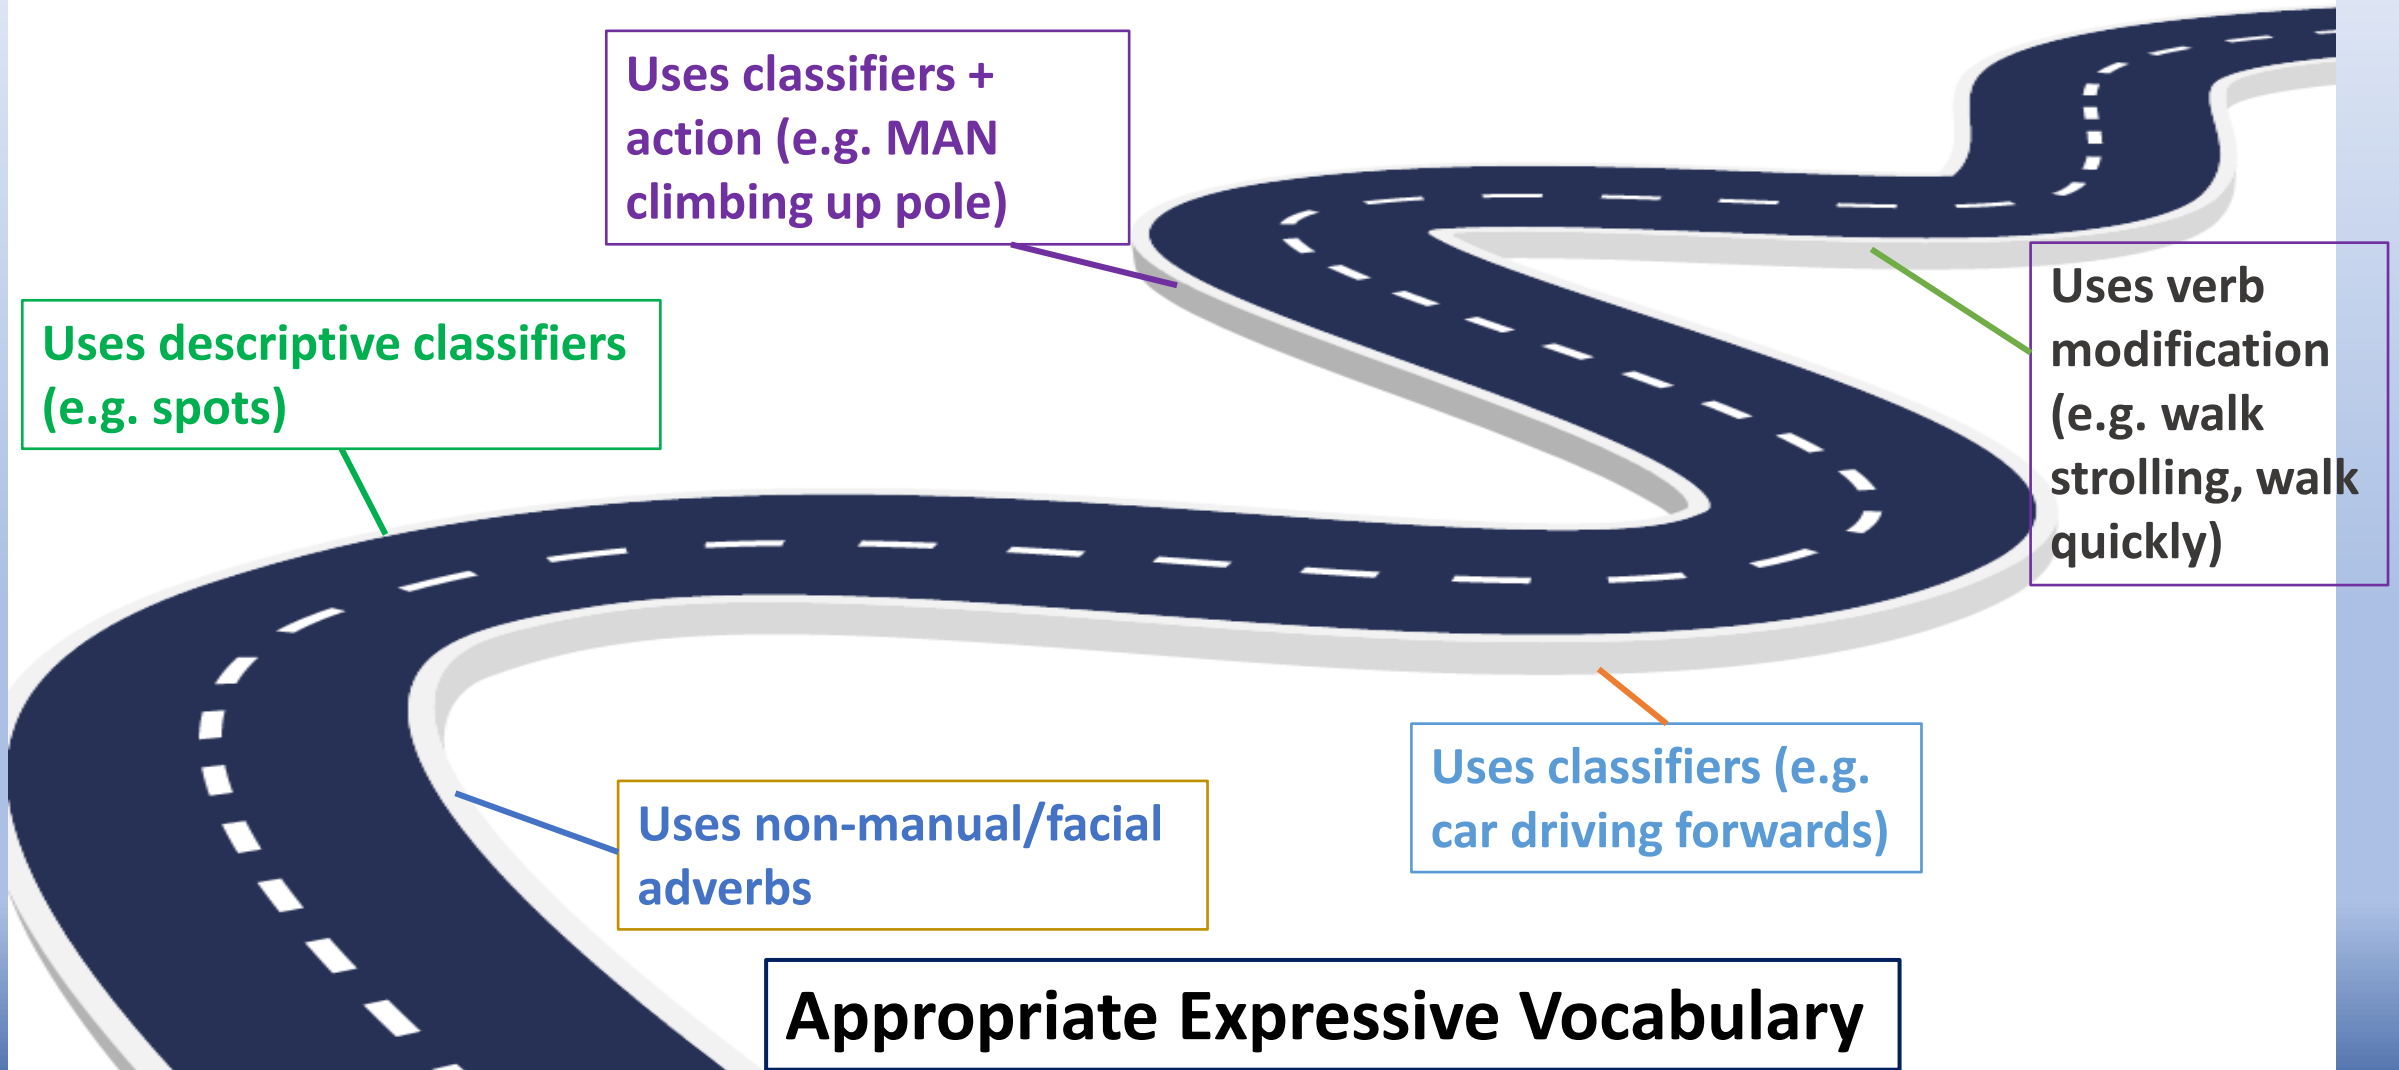 Uses classifiers +
action (e.g. MAN
climbing up pole)
Uses verb
modification
(e.g. walk
strolling, walk
quickly)
Uses descriptive classifiers
(e.g. spots)
Uses classifiers (e.g.
car driving forwards)
Uses non-manual/facial
adverbs
Appropriate Expressive Vocabulary